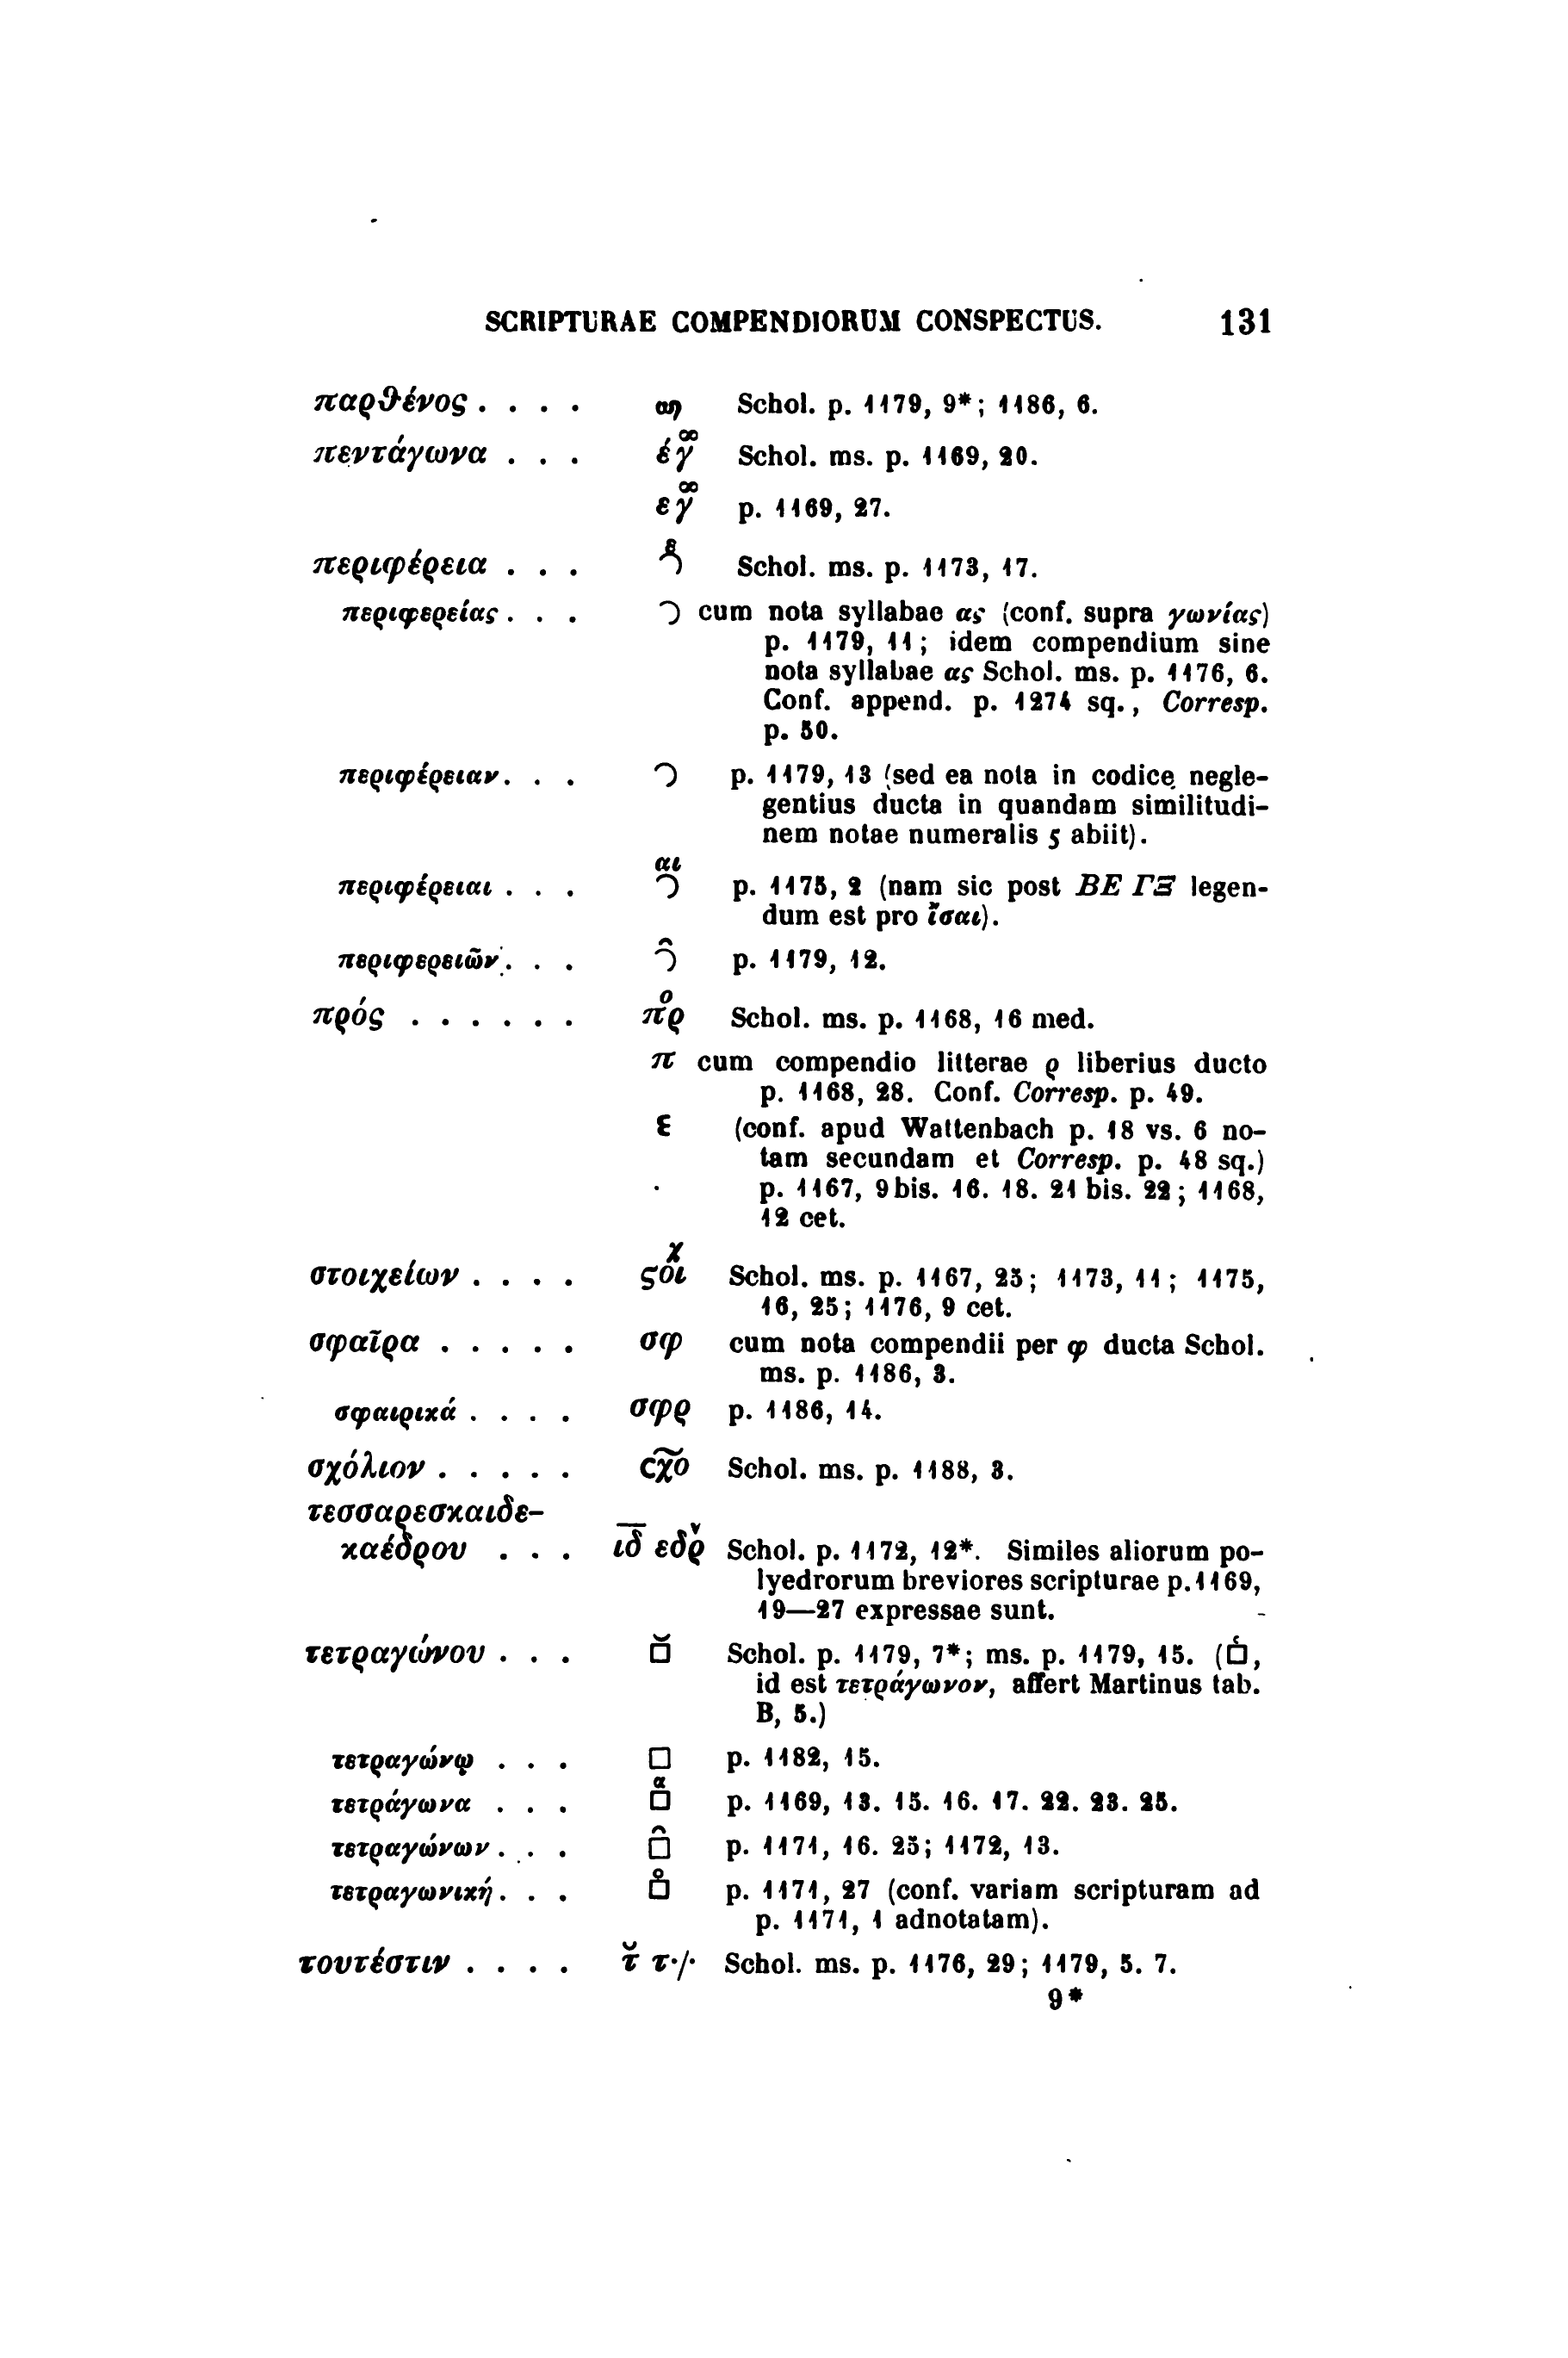 SCRIPTURAE COMPENDIORUM CONSPECTUS. 131
παρθένος . . . . Schol. p. 1179, 9*; 1186, 6.
πεντάγωνα . . . έγ̃ Schol. ms. p. 1169, 20.
εγ̃ p. 1169, 27.
περιφέρεια . . . Schol. ms. p. 1173, 17.
περιφερείας . . . cum nota syllabae ας (conf. supra γωνίας)
p. 1179, 11; idem compendium sine
nota syllabae ας Schol. ms. p. 1176, 6.
Conf. append. p. 1274 sq., Corresp.
p. 50.
περιφέρειαν . . . p. 1179, 13 (sed ea nota in codice negle-
gentius ducta in quandam similitudi-
nem notae numeralis ς abiit).
αι
περιφέρειαι . . . p. 1175, 2 (nam sic post ΒΕ ΓΞ legen-
dum est pro ἴσαι).
περιφερειῶν . . . p. 1179, 12.
πρός . . . . . . πρ ο Schol. ms. p. 1168, 16 med.
π cum compendio litterae ρ liberius ducto
p. 1168, 28. Conf. Corresp. p. 49.
ε (conf. apud Wattenbach p. 18 vs. 6 no-
tam secundam et Corresp. p. 48 sq.)
p. 1167, 9 bis. 16. 18. 21 bis. 22; 1168,
12 cet.
χ
στοιχείων . . . . ςοι Schol. ms. p. 1167, 25; 1173, 11; 1175,
16, 25; 1176, 9 cet.
σφαῖρα . . . . . σφ cum nota compendii per φ ducta Schol.
ms. p. 1186, 3.
σφαιρικά . . . . σφρ p. 1186, 14.
σχόλιον . . . . . ϲχ͠ο Schol. ms. p. 1188, 3.
τεσσαρεσκαιδε-
καέδρου . . . ιδ εδρ̌ Schol. p. 1172, 12*. Similes aliorum po-
lyedrorum breviores scripturae p. 1169,
19—27 expressae sunt.
τετραγώνου . . . □̆ Schol. p. 1179, 7*; ms. p. 1179, 15. (□,
id est τετράγωνον, affert Martinus tab.
B, 5.)
τετραγώνῳ . . . □ p. 1182, 15.
α
τετράγωνα . . . □ p. 1169, 13. 15. 16. 17. 22. 23. 25.
τετραγώνων . . . □̂ p. 1171, 16. 25; 1172, 13.
τετραγωνική . . . □̊ p. 1171, 27 (conf. variam scripturam ad
p. 1171, 1 adnotatam).
τουτέστιν . . . . τ̆ τ·/· Schol. ms. p. 1176, 29; 1179, 5. 7.
9*